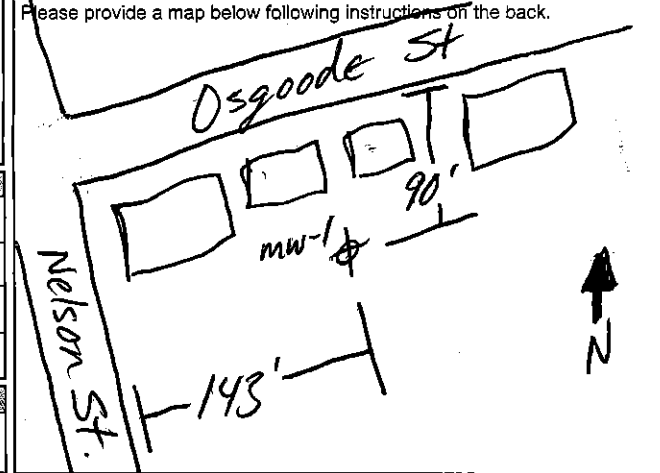 Please provide a map below following instructions on the back.
Osgoode St
90'
mw-1
Nelson St.
143'
N